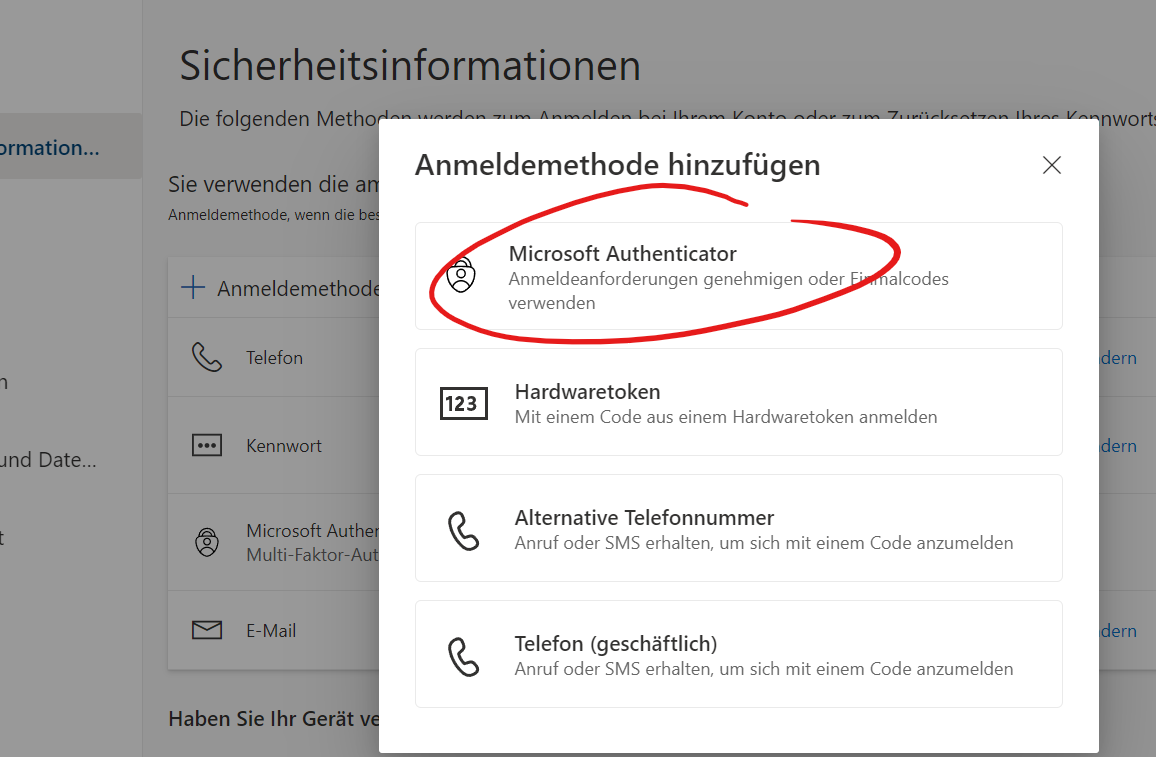 Sicherheitsinformationen
Die folgenden Methoden werden zum Anmelden bei Ihrem Konto oder zum Zurücksetzen Ihres Kennworts
ormation...
Sie verwenden die am
Anmeldemethode, wenn die bes
Anmeldemethode
Telefon
dern
Kennwort
dern
und Date...
Microsoft Authen
Multi-Faktor-Aut
E-Mail
dern
Haben Sie Ihr Gerät ve
Anmeldemethode hinzufügen
Microsoft Authenticator
Anmeldeanforderungen genehmigen oder Einmalcodes
verwenden
123
Hardwaretoken
Mit einem Code aus einem Hardwaretoken anmelden
Alternative Telefonnummer
Anruf oder SMS erhalten, um sich mit einem Code anzumelden
Telefon (geschäftlich)
Anruf oder SMS erhalten, um sich mit einem Code anzumelden